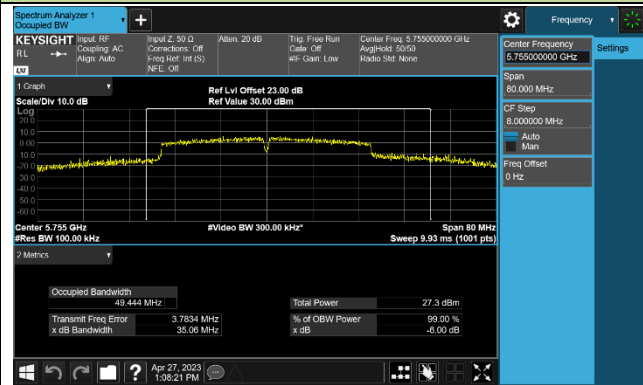 Spectrum Analyzer 1
Occupied BW
Frequency
KEYSIGHT
RL
LXI
Input: RF
Coupling: AC
Align: Auto
Input Z: 50 Ω
Corrections: Off
Freq Ref: Int (S)
NFE: Off
Atten: 20 dB
Trig: Free Run
Gate: Off
#IF Gain: Low
Center Freq: 5.755000000 GHz
Avg|Hold: 50/50
Radio Std: None
Center Frequency
5.755000000 GHz
Settings
Span
80.000 MHz
CF Step
8.000000 MHz
Auto
Man
Freq Offset
0 Hz
1 Graph
Ref Lvl Offset 23.00 dB
Scale/Div 10.0 dB
Ref Value 30.00 dBm
Log
20.0
10.0
0.00
-10.0
-20.0
-30.0
-40.0
-50.0
-60.0
Center 5.755 GHz
#Video BW 300.00 kHz*
Span 80 MHz
#Res BW 100.00 kHz
Sweep 9.93 ms (1001 pts)
2 Metrics
Occupied Bandwidth
49.444 MHz
Total Power
27.3 dBm
Transmit Freq Error
3.7834 MHz
% of OBW Power
99.00 %
x dB Bandwidth
35.06 MHz
x dB
-6.00 dB
?
Apr 27, 2023
1:08:21 PM